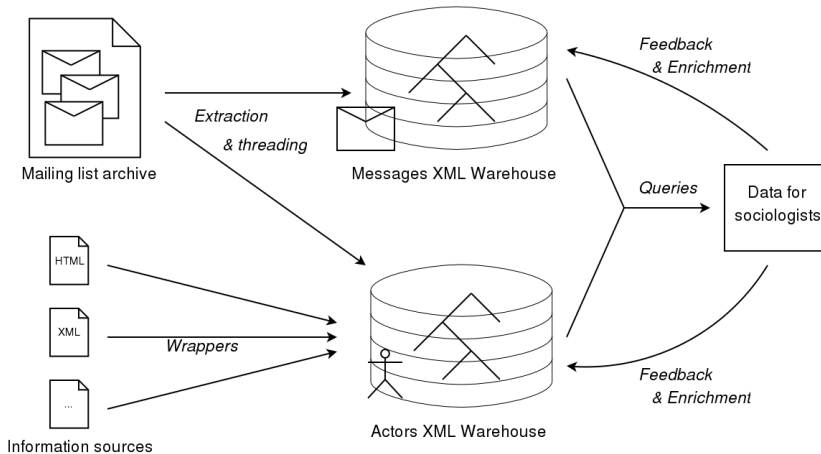 Feedback
& Enrichment
Extraction
& threading
Mailing list archive
Messages XML Warehouse
Queries
Data for
sociologists
HTML
XML
Wrappers
...
Information sources
Actors XML Warehouse
Feedback
& Enrichment